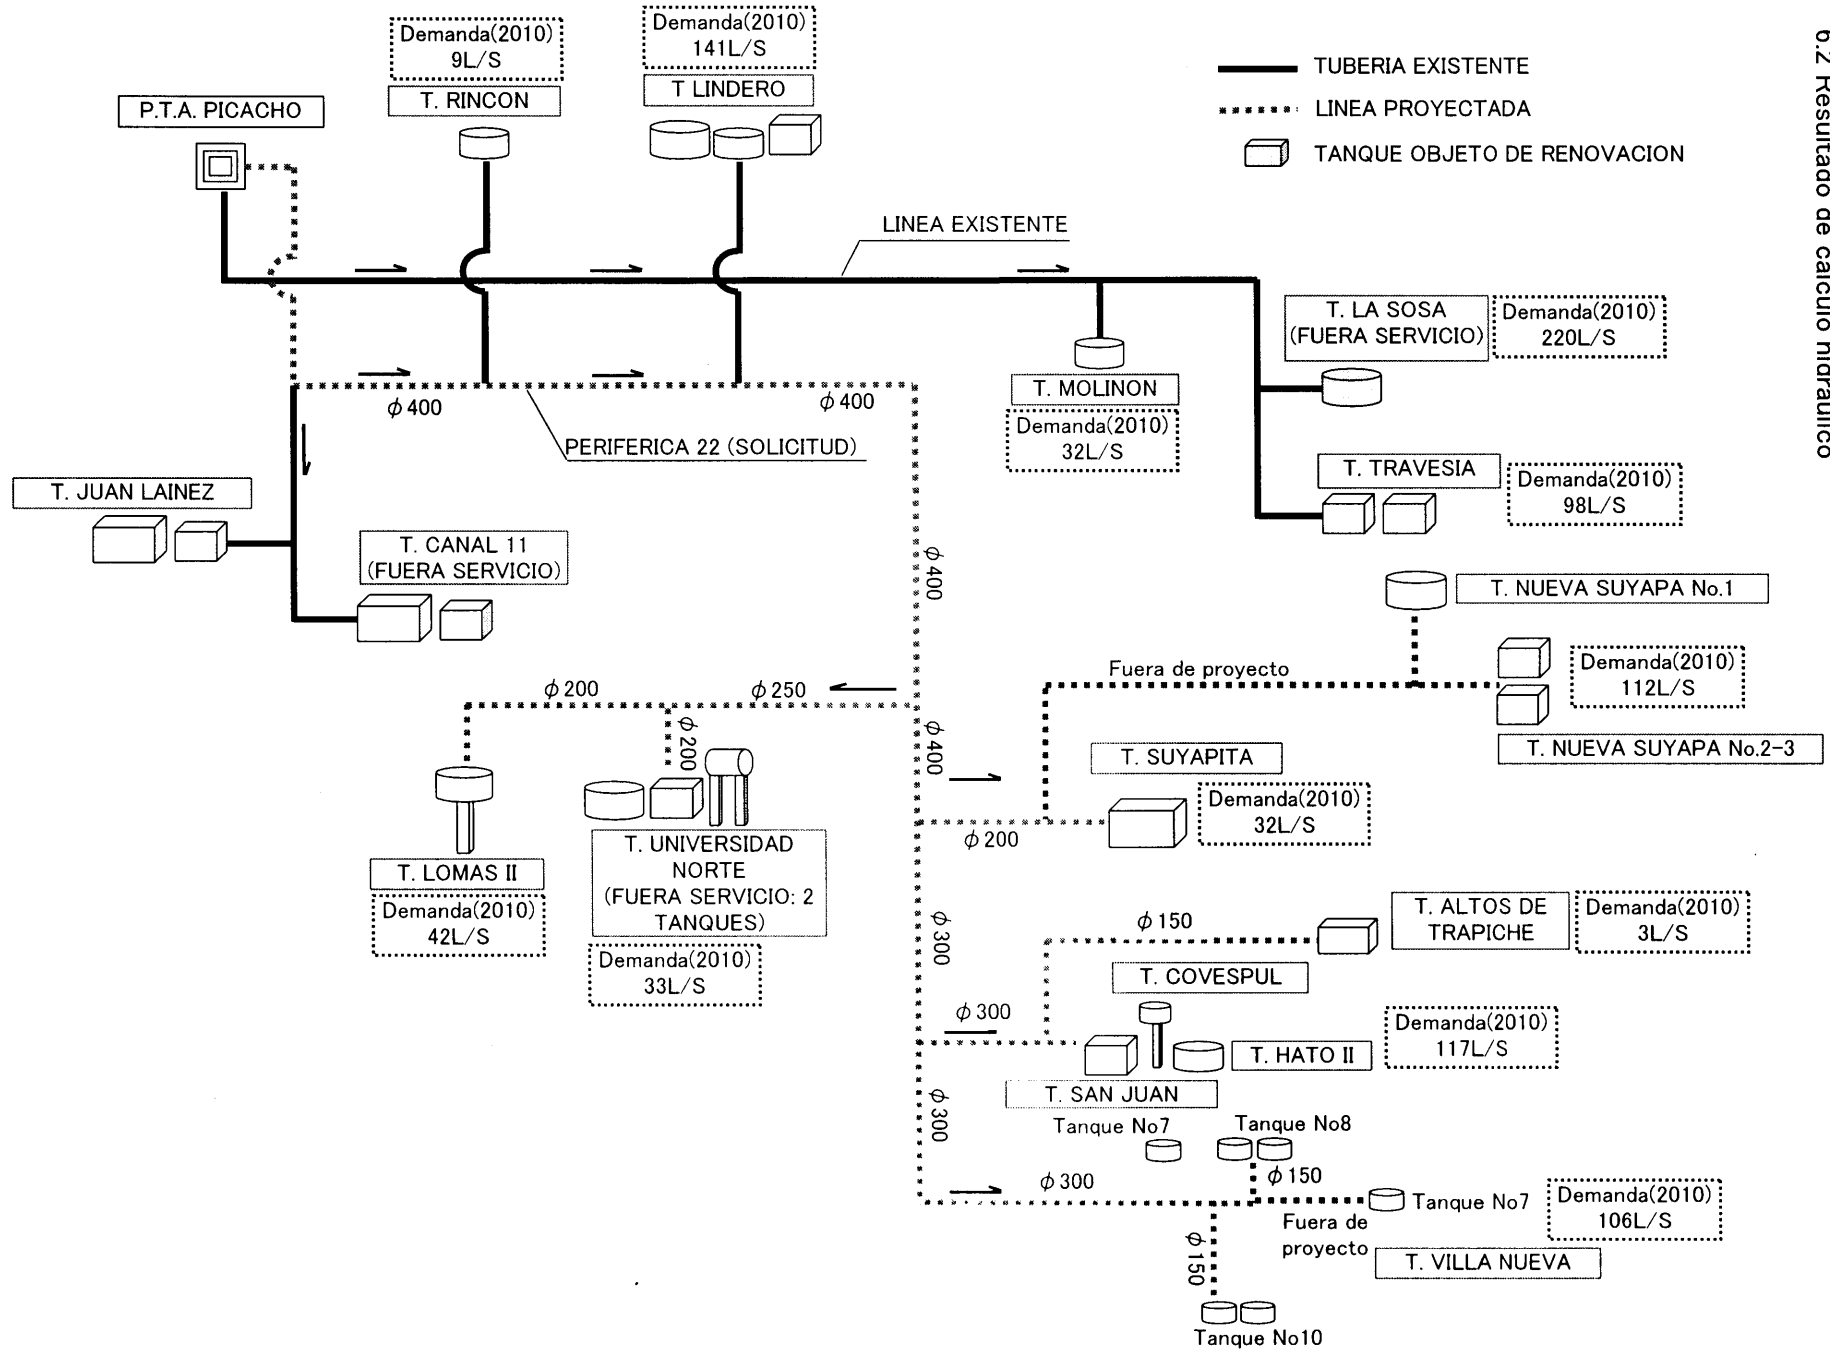 6.2 Resultado de calculo hidraulico
Demanda(2010)
9L/S
T. RINCON
Demanda(2010)
141L/S
T LINDERO
P.T.A. PICACHO
TUBERIA EXISTENTE
LINEA PROYECTADA
TANQUE OBJETO DE RENOVACION
LINEA EXISTENTE
T. LA SOSA
(FUERA SERVICIO)
Demanda(2010)
220L/S
T. MOLINON
Demanda(2010)
32L/S
φ400
φ400
PERIFERICA 22 (SOLICITUD)
T. TRAVESIA
Demanda(2010)
98L/S
T. JUAN LAINEZ
T. CANAL 11
(FUERA SERVICIO)
φ400
T. NUEVA SUYAPA No.1
Fuera de proyecto
Demanda(2010)
112L/S
T. NUEVA SUYAPA No.2-3
φ200
φ250
φ200
φ400
T. SUYAPITA
Demanda(2010)
32L/S
φ200
T. LOMAS II
Demanda(2010)
42L/S
T. UNIVERSIDAD
NORTE
(FUERA SERVICIO: 2
TANQUES)
Demanda(2010)
33L/S
φ300
φ150
T. ALTOS DE
TRAPICHE
Demanda(2010)
3L/S
T. COVESPUL
φ300
Demanda(2010)
117L/S
T. HATO II
T. SAN JUAN
φ300
Tanque No7
Tanque No8
φ150
φ300
Tanque No7
Demanda(2010)
106L/S
Fuera de
proyecto
T. VILLA NUEVA
φ150
Tanque No10